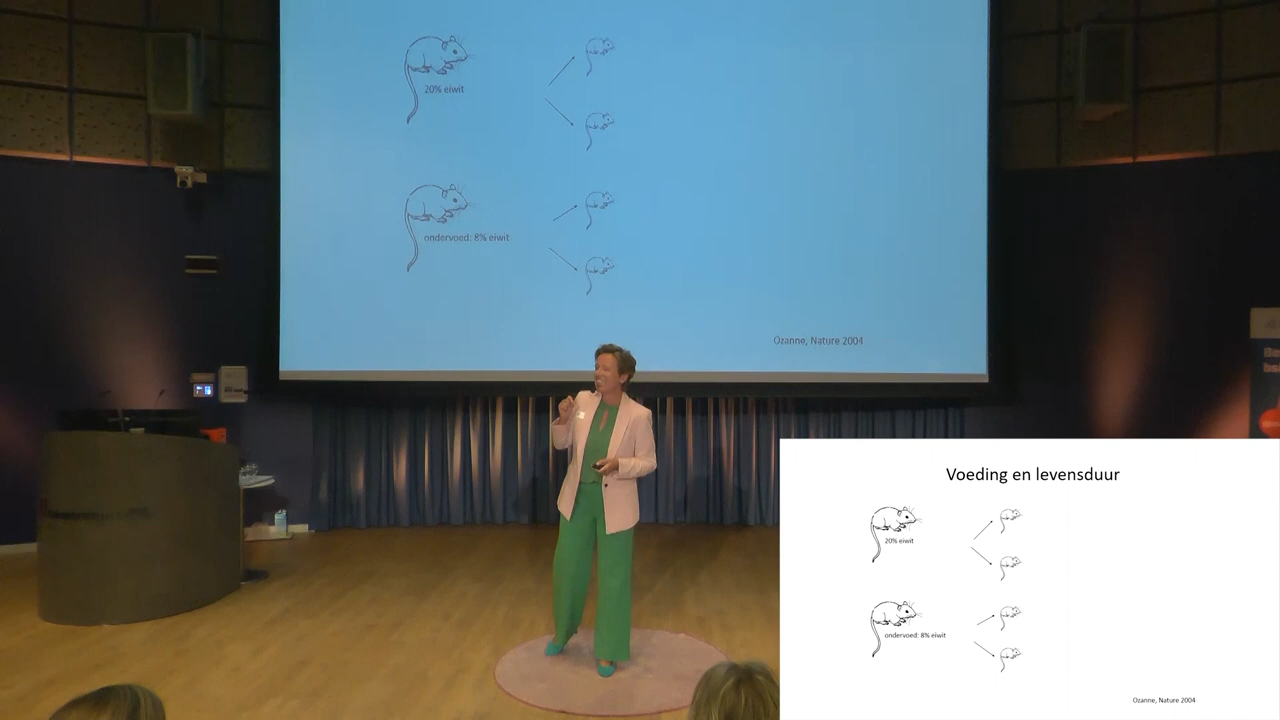 20% eiwit
ondervoed: 8% eiwit
Ozanne, Nature 2004
Voeding en levensduur
20% eiwit
ondervoed: 8% eiwit
Ozanne, Nature 2004